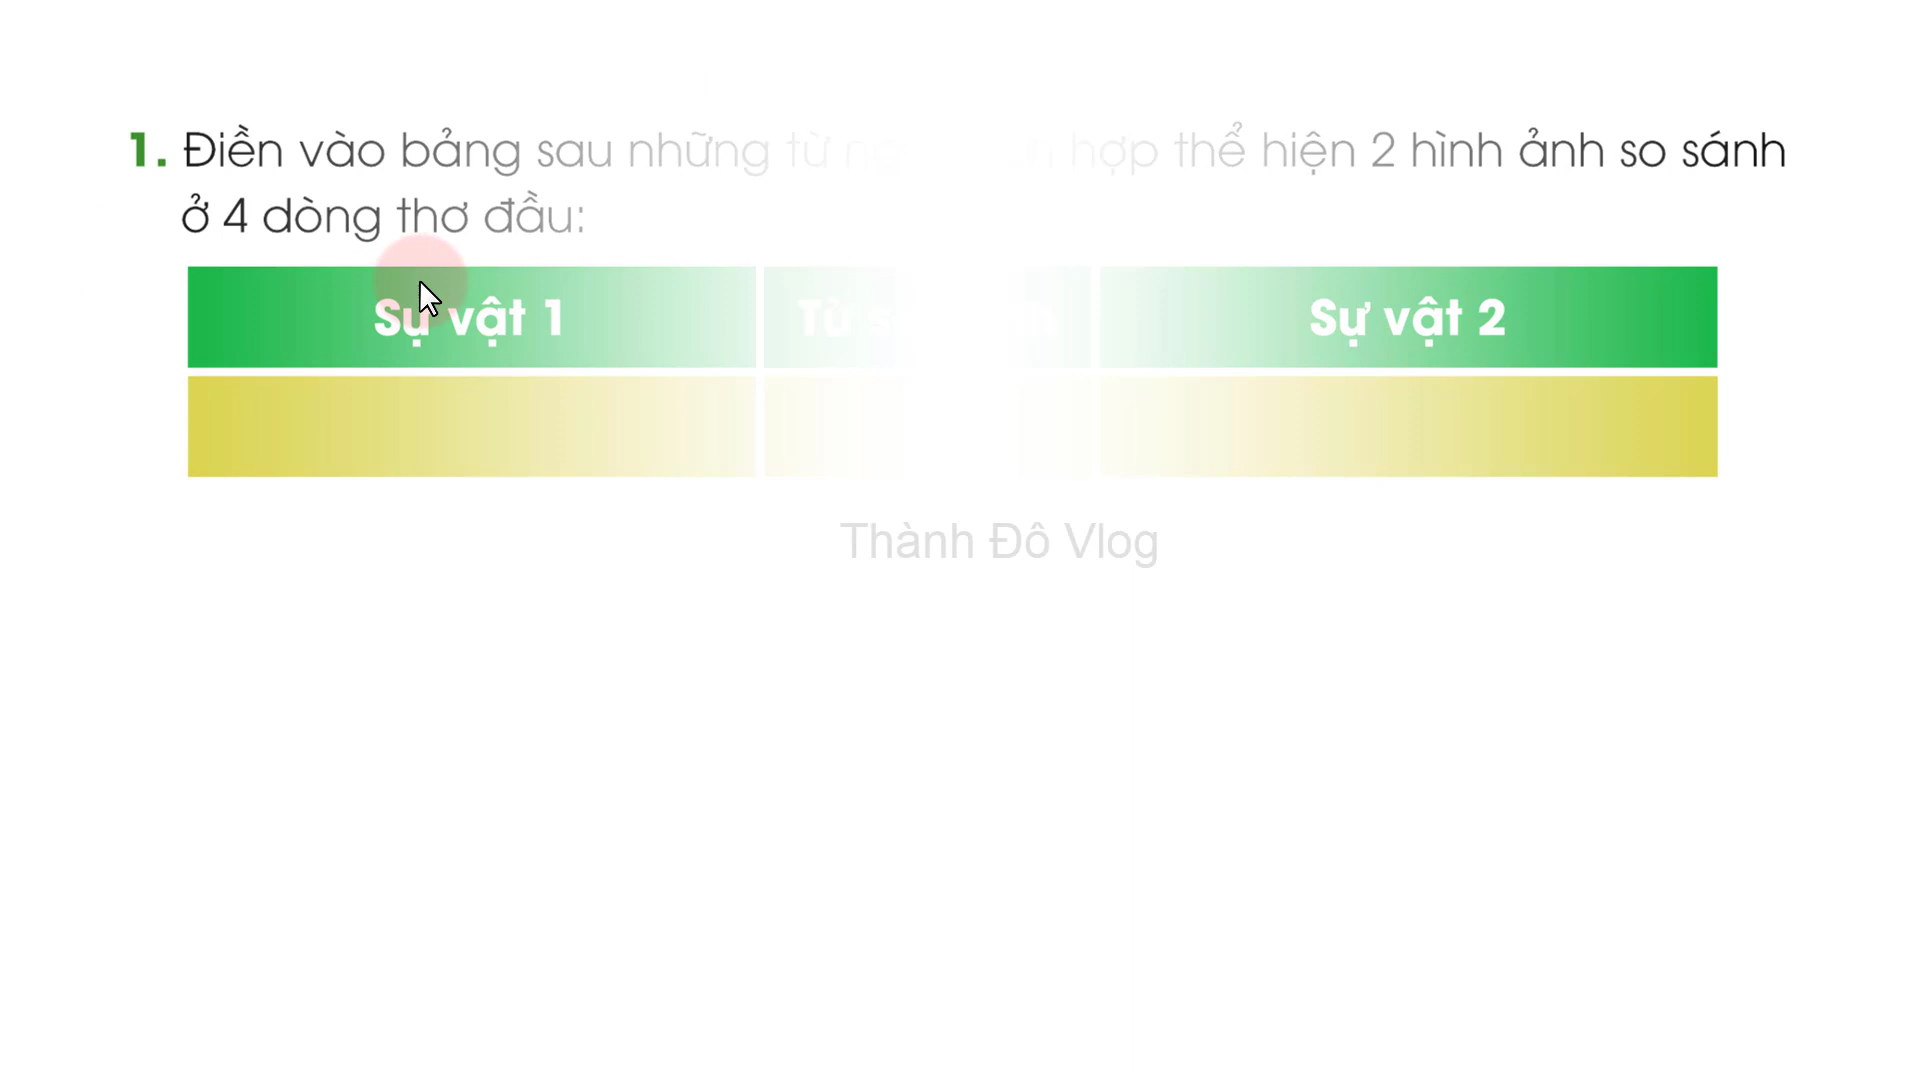 1. Điền vào bảng sau những từ hợp thể hiện 2 hình ảnh so sánh
ở 4 dòng thơ đầu:
Sự vật 1 Từ Sự vật 2
Thành Đô Vlog